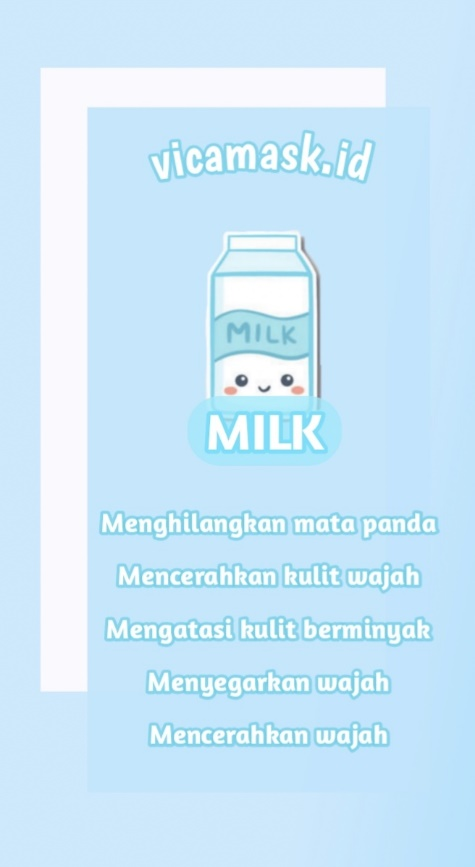 vicamask.id
MILK
MILK
Menghilangkan mata panda
Mencerahkan kulit wajah
Mengatasi kulit berminyak
Menyegarkan wajah
Mencerahkan wajah